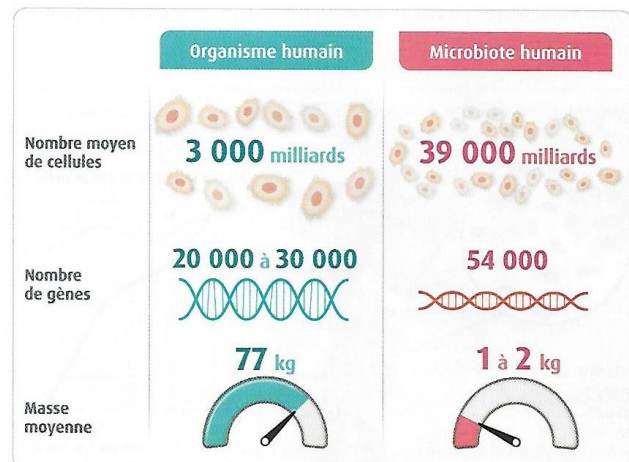 Organisme humain
Microbiote humain
Nombre moyen
de cellules
3 000 milliards
39 000 milliards
Nombre
de gènes
20 000 à 30 000
54 000
Masse
moyenne
77 kg
1 à 2 kg